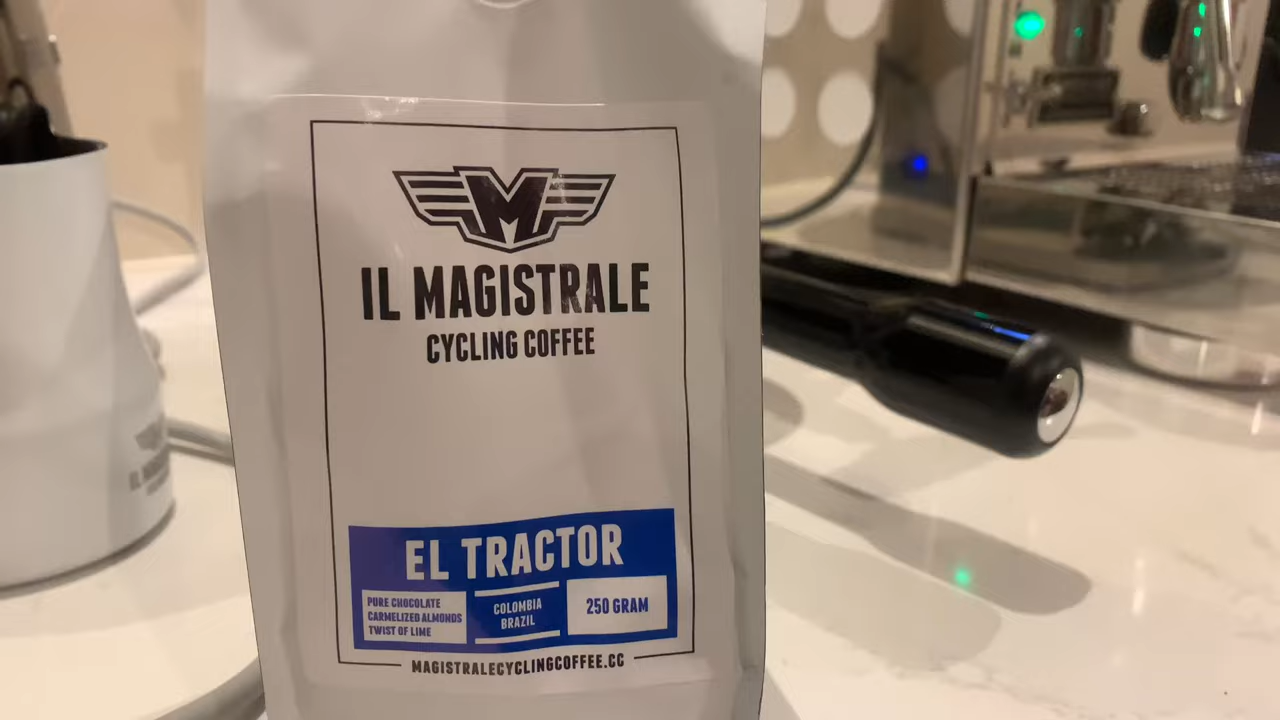 M
IL MAGISTRALE
CYCLING COFFEE
EL TRACTOR
PURE CHOCOLATE
CARMELIZED ALMONDS
TWIST OF LIME
COLOMBIA
BRAZIL
250 GRAM
MAGISTRALECYCLINGCOFFEE.CC